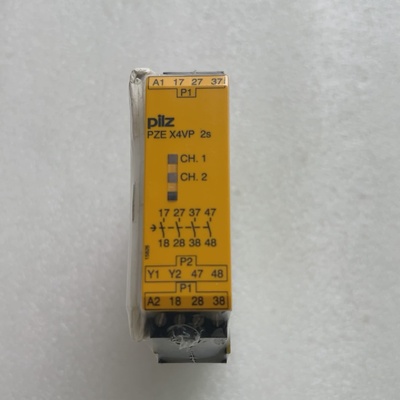 A1 17 27 37
P1
pilz
PZE X4VP 2s
CH. 1
CH. 2
17 27 37 47
18 28 38 48
P2
Y1 Y2 47 48
P1
A2 18 28 38